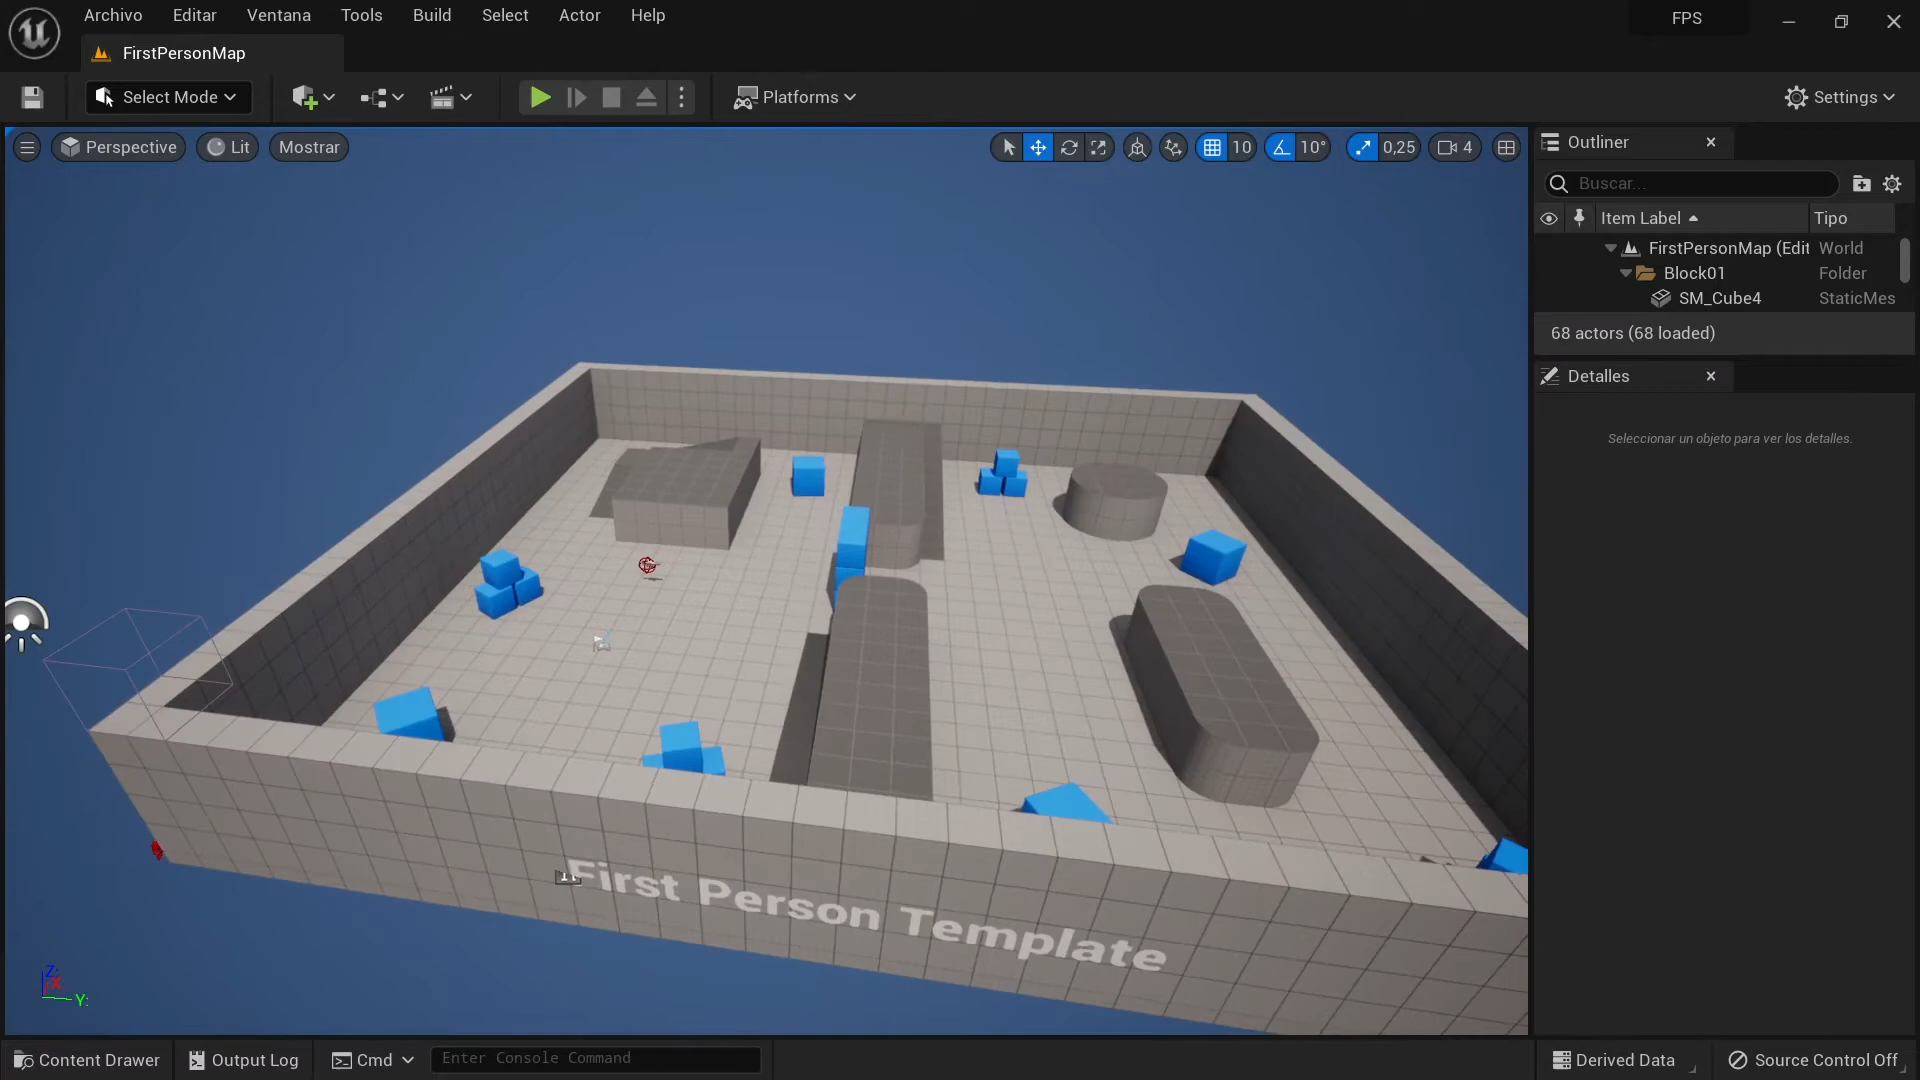 Archivo Editar Ventana Tools Build Select Actor Help
FPS
FirstPersonMap
Select Mode
Platforms
Settings
Perspective Lit Mostrar
10 10° 0,25 4
Outliner
Buscar...
Item Label Tipo
FirstPersonMap (Edit World
Block01 Folder
SM_Cube4 StaticMes
68 actors (68 loaded)
Detalles
Seleccionar un objeto para ver los detalles.
First Person Template
Z:
X
Y:
Content Drawer Output Log Cmd Enter Console Command Derived Data Source Control Off